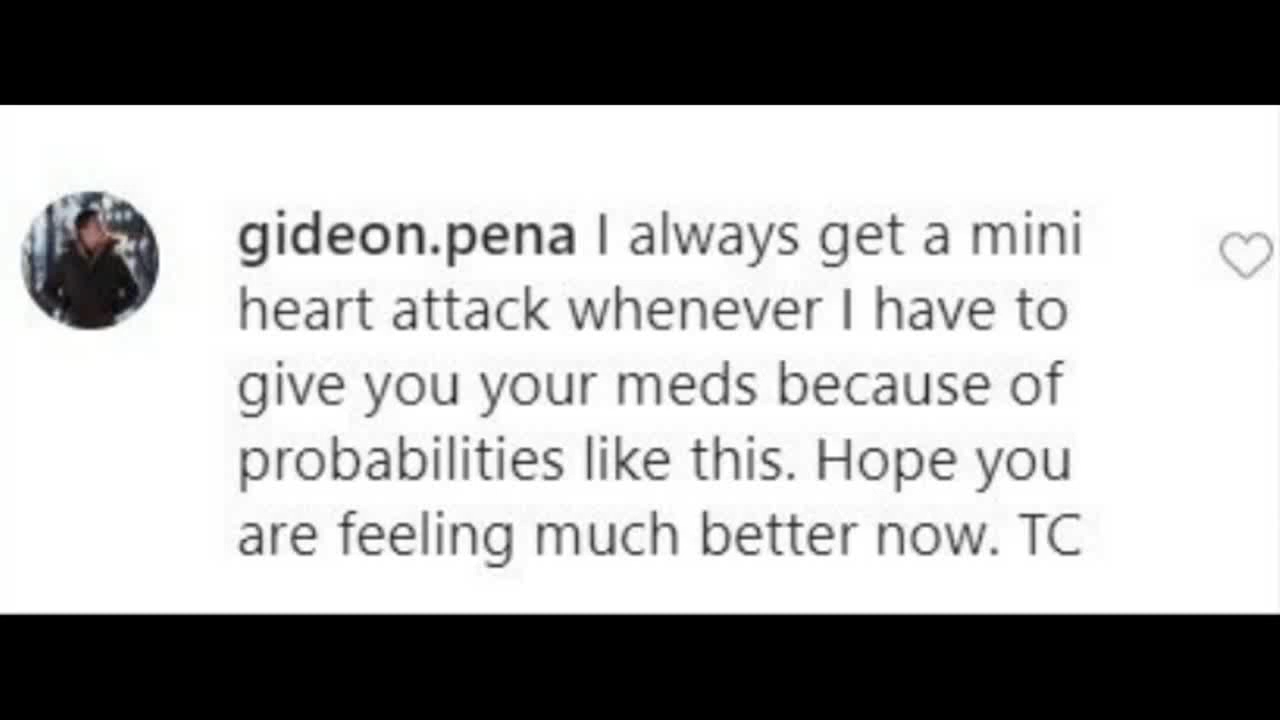 gideon.pena I always get a mini
heart attack whenever I have to
give you your meds because of
probabilities like this. Hope you
are feeling much better now. TC